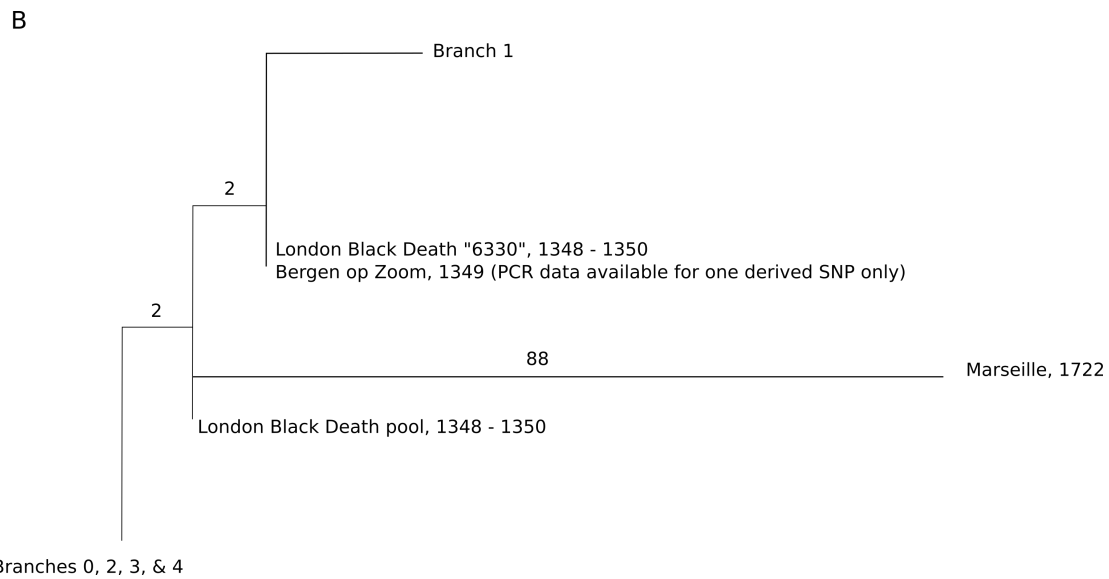 B
Branch 1
2
London Black Death "6330", 1348 - 1350
Bergen op Zoom, 1349 (PCR data available for one derived SNP only)
2
88
Marseille, 1722
London Black Death pool, 1348 - 1350
Branches 0, 2, 3, & 4